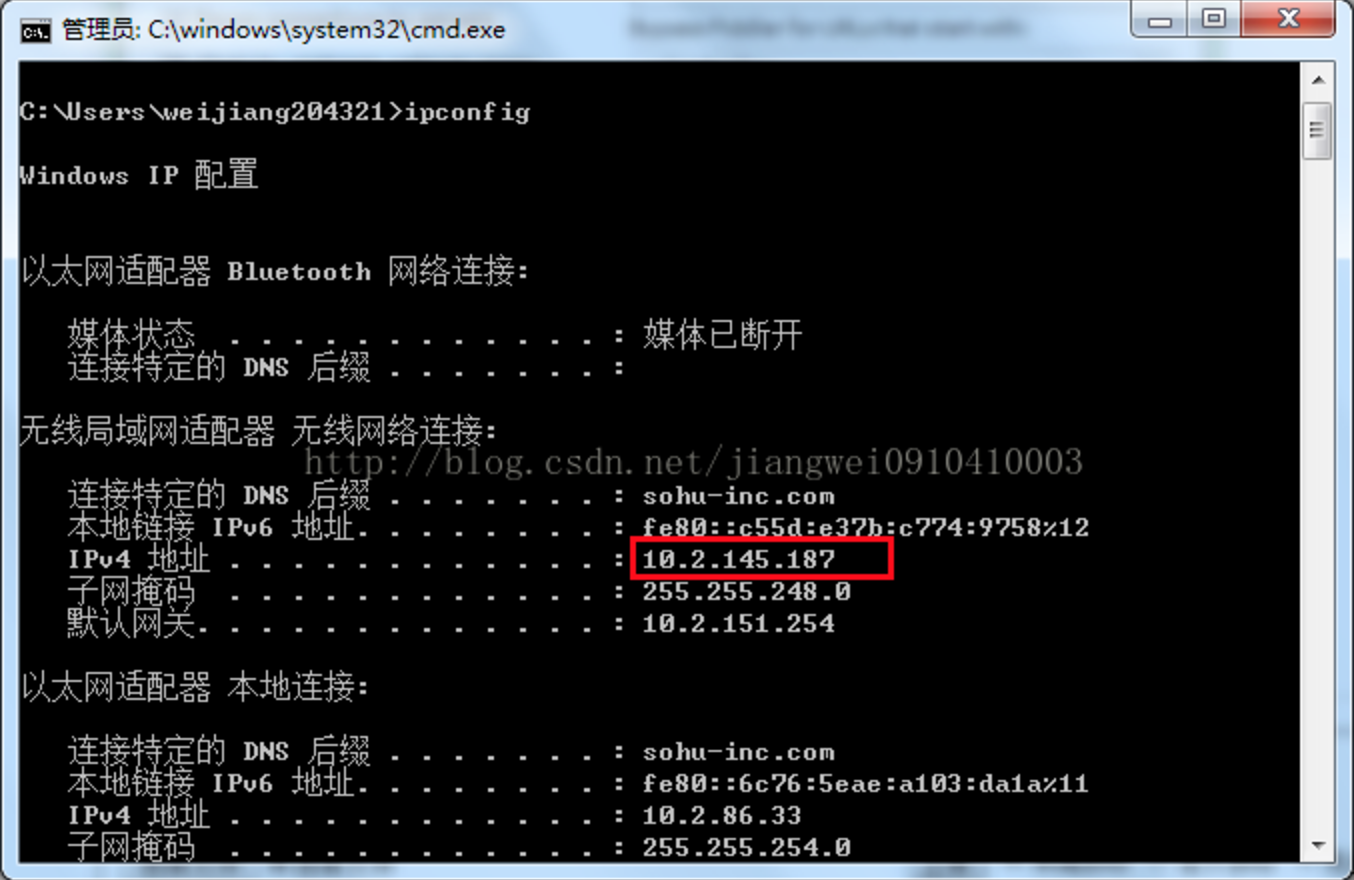 管理员: C:\windows\system32\cmd.exe
C:\Users\weijiang204321>ipconfig
Windows IP 配置
以太网适配器 Bluetooth 网络连接:
媒体状态 . . . . . . . . . . . . : 媒体已断开
连接特定的 DNS 后缀 . . . . . . . :
无线局域网适配器 无线网络连接:
http://blog.csdn.net/jiangwei0910410003
连接特定的 DNS 后缀 . . . . . . . : sohu-inc.com
本地链接 IPv6 地址. . . . . . . . : fe80::c55d:e37b:c774:9758%12
IPv4 地址 . . . . . . . . . . . . : 10.2.145.187
子网掩码 . . . . . . . . . . . . : 255.255.248.0
默认网关. . . . . . . . . . . . . : 10.2.151.254
以太网适配器 本地连接:
连接特定的 DNS 后缀 . . . . . . . : sohu-inc.com
本地链接 IPv6 地址. . . . . . . . : fe80::6c76:5eae:a103:da1a%11
IPv4 地址 . . . . . . . . . . . . : 10.2.86.33
子网掩码 . . . . . . . . . . . . : 255.255.254.0